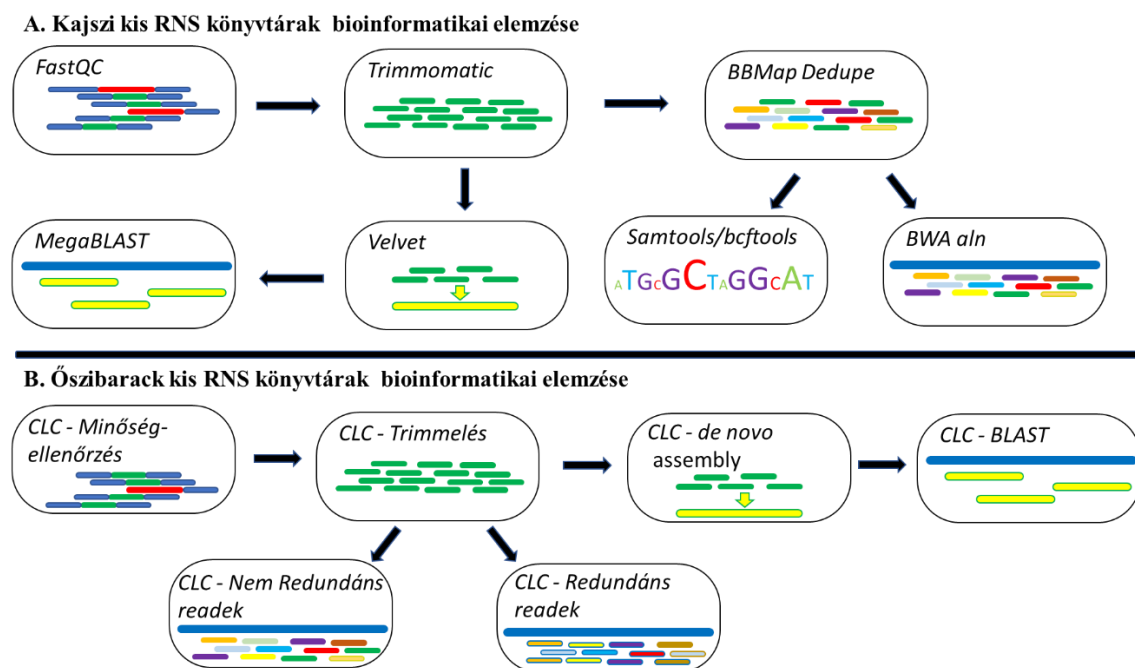 A. Kajszi kis RNS könyvtárak bioinformatikai elemzése
FastQC
Trimmomatic
BBMap Dedupe
MegaBLAST
Velvet
Samtools/bcftools
ATGCGCTAGGCAT
BWA aln
B. Őszibarack kis RNS könyvtárak bioinformatikai elemzése
CLC - Minőség-
ellenőrzés
CLC - Trimmelés
CLC - de novo
assembly
CLC - BLAST
CLC - Nem Redundáns
readek
CLC - Redundáns
readek